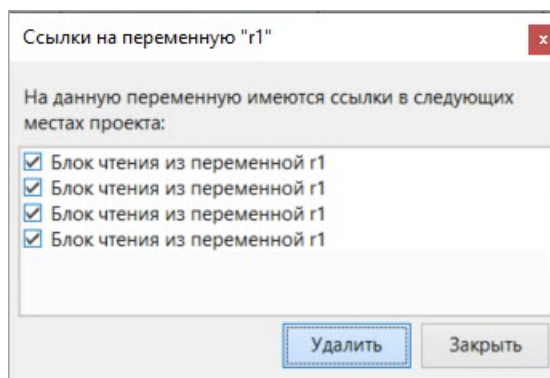 Ссылки на переменную "r1"
x
На данную переменную имеются ссылки в следующих
местах проекта:
Блок чтения из переменной r1
Блок чтения из переменной r1
Блок чтения из переменной r1
Блок чтения из переменной r1
Удалить Закрыть